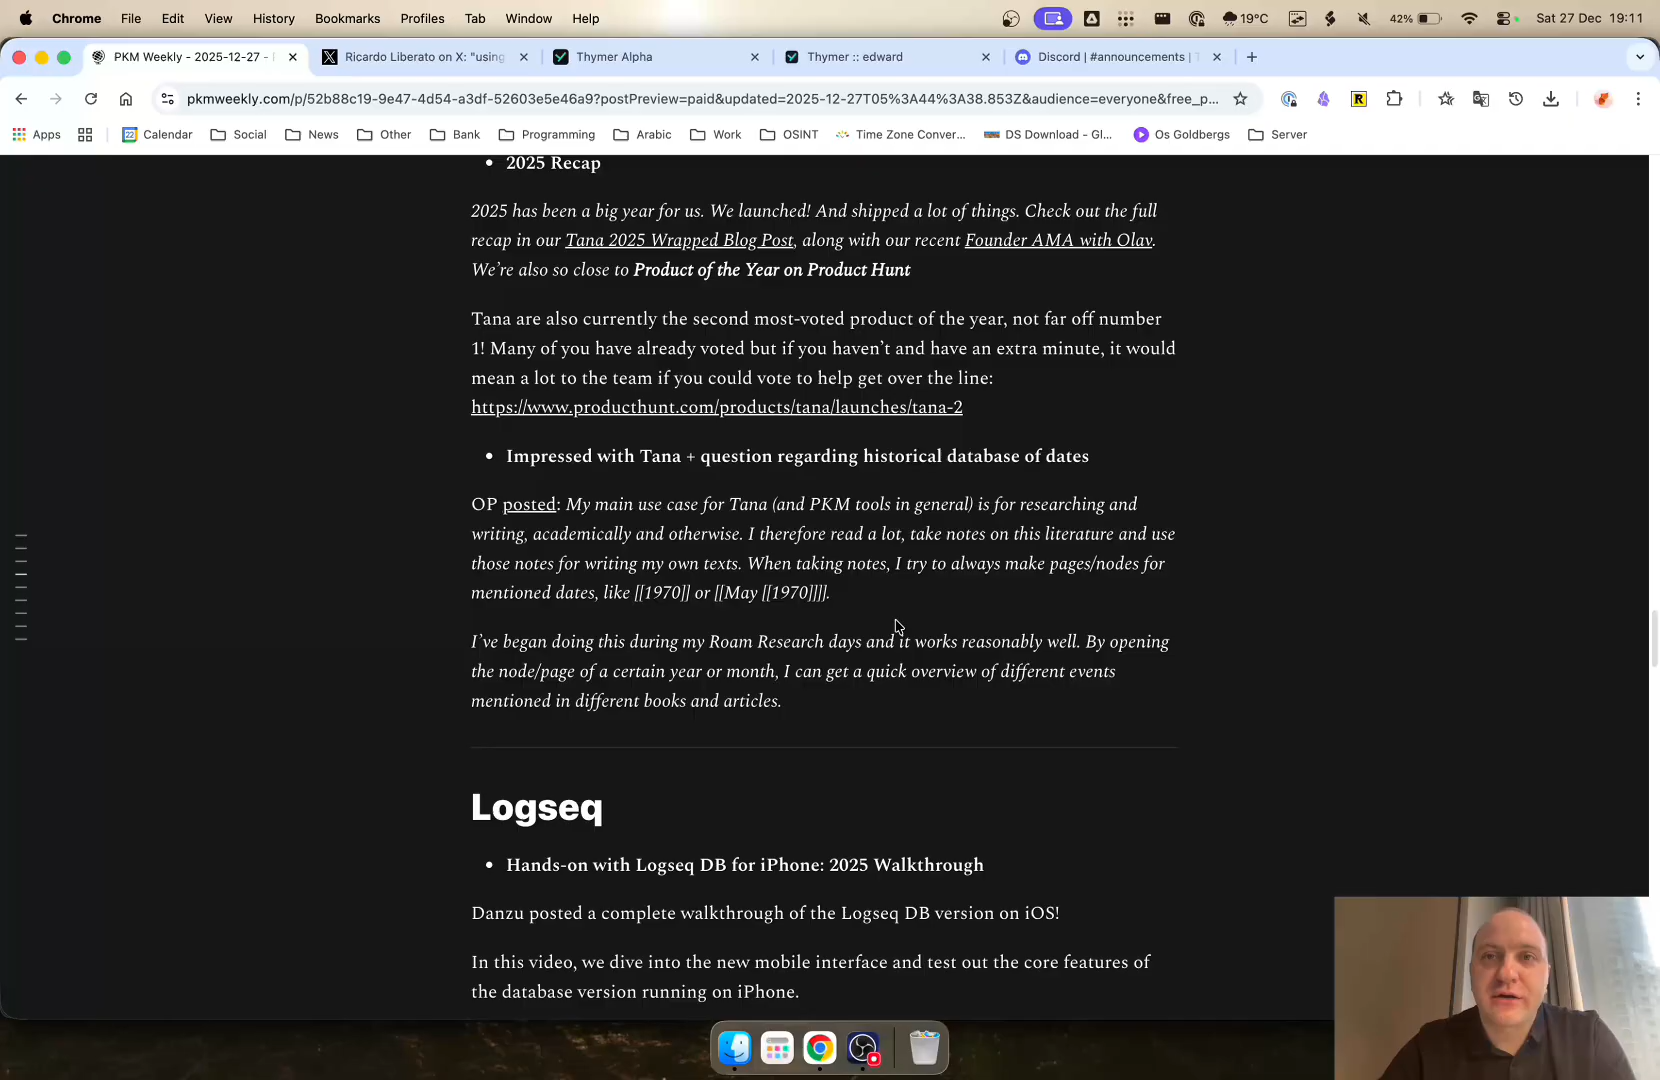 Chrome File Edit View History Bookmarks Profiles Tab Window Help 42% 19°C Sat 27 Dec 19:11
PKM Weekly - 2025-12-27 -
Ricardo Liberato on X: "using
Thymer Alpha
Thymer :: edward
Discord | #announcements |
pkmweekly.com/p/52b88c19-9e47-4d54-a3df-52603e5e46a9?postPreview=paid&updated=2025-12-27T05%3A44%3A38.853Z&audience=everyone&free_p...
Apps Calendar Social News Other Bank Programming Arabic Work OSINT Time Zone Conver... DS Download - Gl... Os Goldbergs Server
• 2025 Recap
2025 has been a big year for us. We launched! And shipped a lot of things. Check out the full
recap in our Tana 2025 Wrapped Blog Post, along with our recent Founder AMA with Olav.
We’re also so close to Product of the Year on Product Hunt
Tana are also currently the second most-voted product of the year, not far off number
1! Many of you have already voted but if you haven’t and have an extra minute, it would
mean a lot to the team if you could vote to help get over the line:
https://www.producthunt.com/products/tana/launches/tana-2
• Impressed with Tana + question regarding historical database of dates
OP posted: My main use case for Tana (and PKM tools in general) is for researching and
writing, academically and otherwise. I therefore read a lot, take notes on this literature and use
those notes for writing my own texts. When taking notes, I try to always make pages/nodes for
mentioned dates, like [[1970]] or [[May [[1970]]]].
I’ve began doing this during my Roam Research days and it works reasonably well. By opening
the node/page of a certain year or month, I can get a quick overview of different events
mentioned in different books and articles.
Logseq
• Hands-on with Logseq DB for iPhone: 2025 Walkthrough
Danzu posted a complete walkthrough of the Logseq DB version on iOS!
In this video, we dive into the new mobile interface and test out the core features of
the database version running on iPhone.